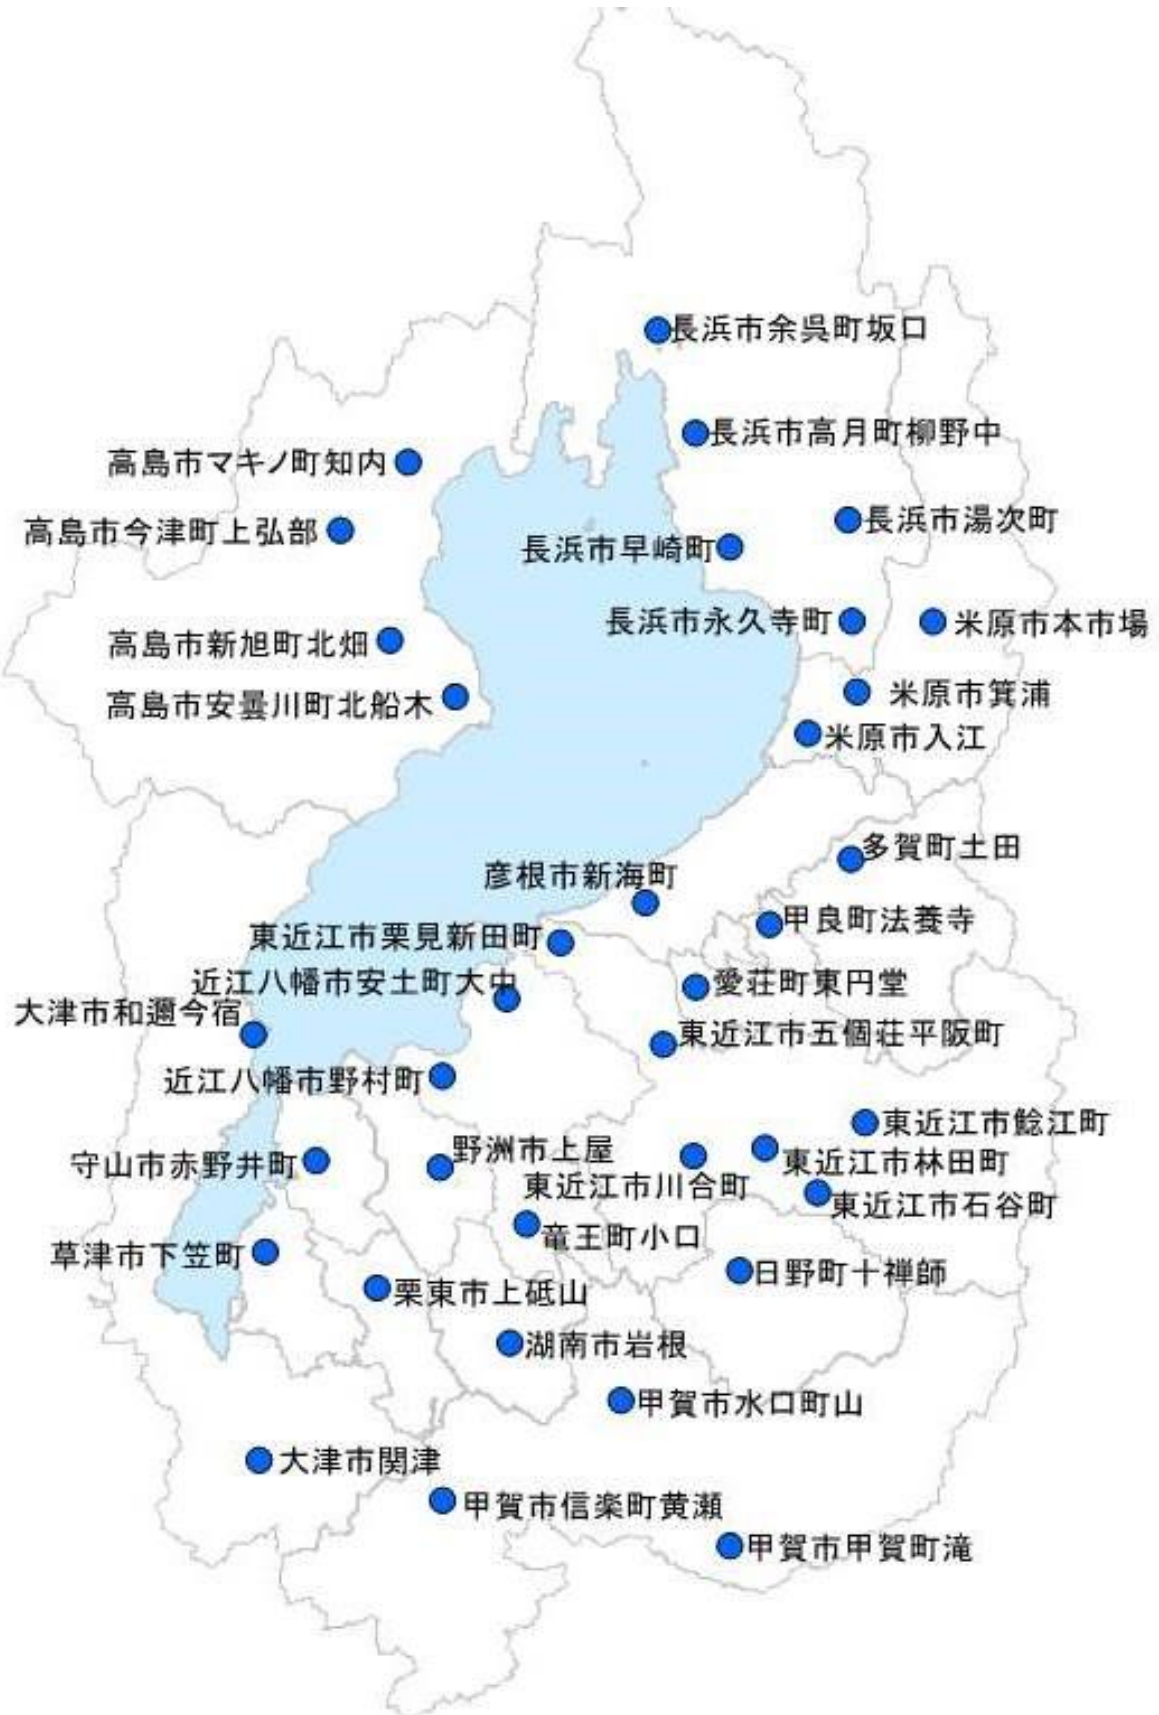 長浜市余呉町坂口
長浜市高月町柳野中
高島市マキノ町知内
長浜市湯次町
高島市今津町上弘部
長浜市早崎町
長浜市永久寺町
米原市本市場
高島市新旭町北畑
米原市箕浦
高島市安曇川町北船木
米原市入江
多賀町土田
彦根市新海町
甲良町法養寺
東近江市栗見新田町
近江八幡市安土町大中
愛荘町東円堂
大津市和邇今宿
東近江市五個荘平阪町
近江八幡市野村町
東近江市鯰江町
野洲市上屋
守山市赤野井町
東近江市林田町
東近江市川合町
東近江市石谷町
竜王町小口
草津市下笠町
日野町十禅師
栗東市上砥山
湖南市岩根
甲賀市水口町山
大津市関津
甲賀市信楽町黄瀬
甲賀市甲賀町滝